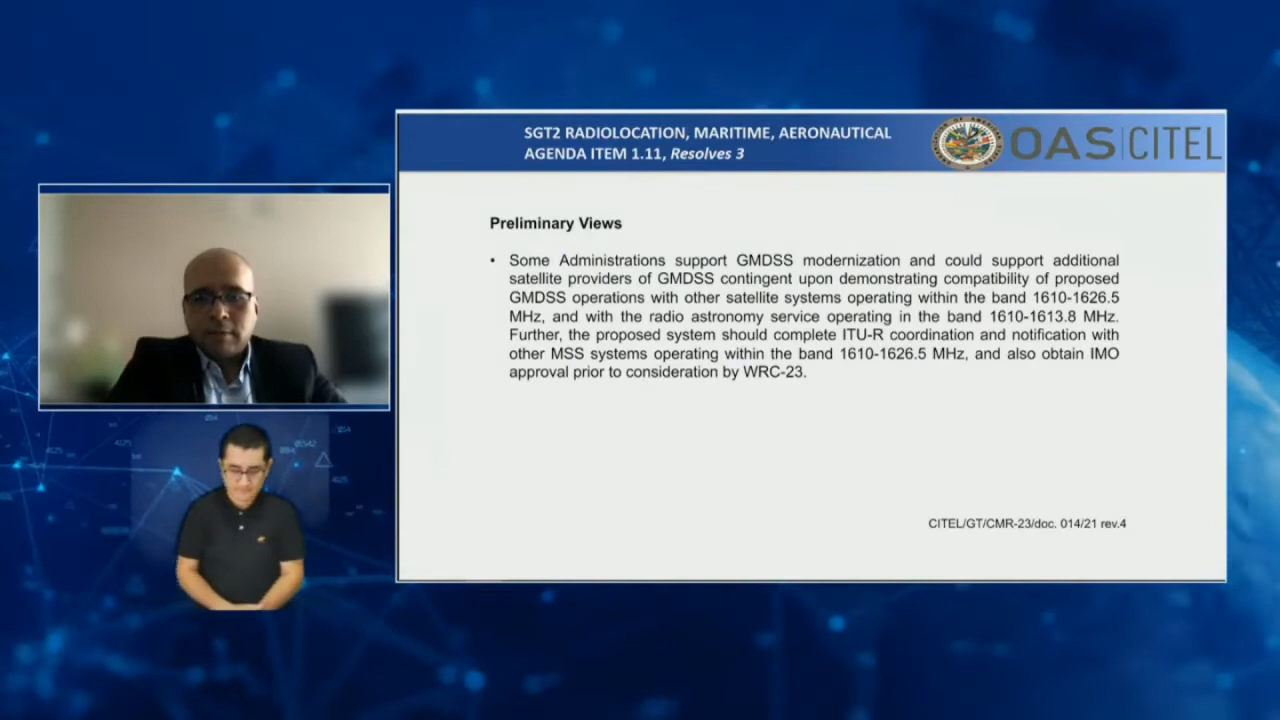 SGT2 RADIOLOCATION, MARITIME, AERONAUTICAL
AGENDA ITEM 1.11, Resolves 3
OAS|CITEL
Preliminary Views
• Some Administrations support GMDSS modernization and could support additional
satellite providers of GMDSS contingent upon demonstrating compatibility of proposed
GMDSS operations with other satellite systems operating within the band 1610-1626.5
MHz, and with the radio astronomy service operating in the band 1610-1613.8 MHz.
Further, the proposed system should complete ITU-R coordination and notification with
other MSS systems operating within the band 1610-1626.5 MHz, and also obtain IMO
approval prior to consideration by WRC-23.
CITEL/GT/CMR-23/doc. 014/21 rev.4